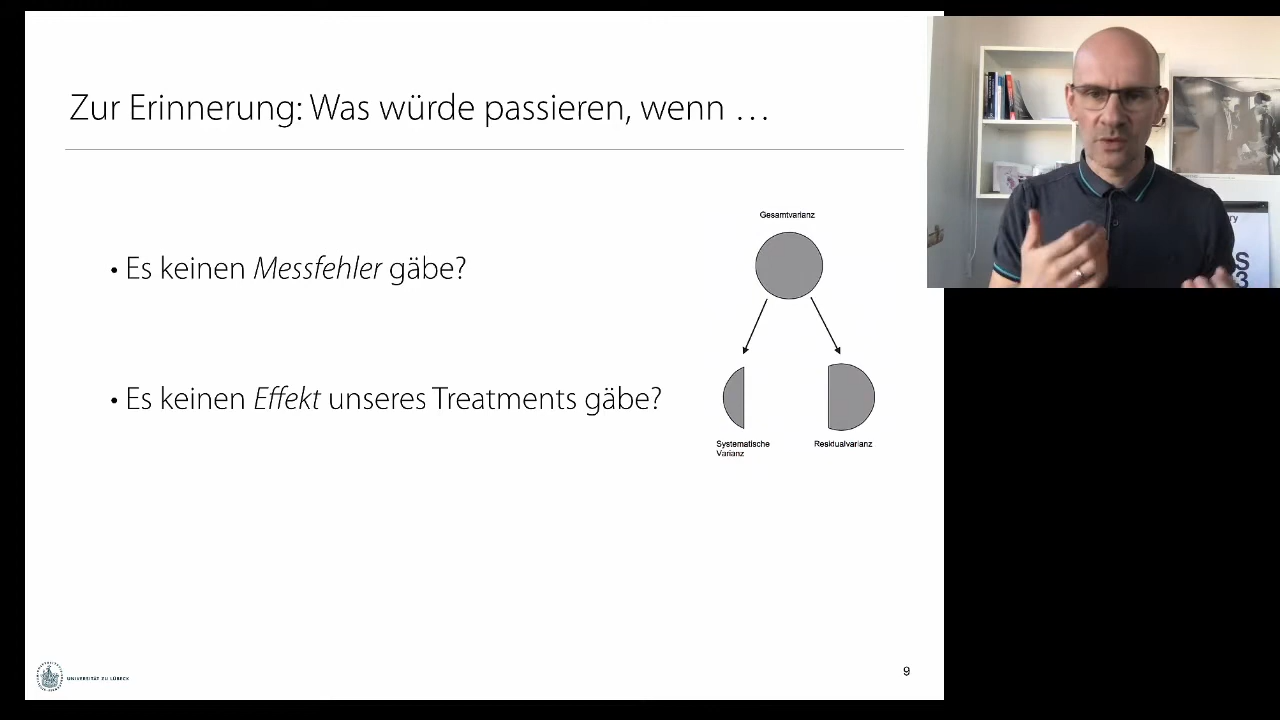 Zur Erinnerung: Was würde passieren, wenn …
Gesamtvarianz
• Es keinen Messfehler gäbe?
• Es keinen Effekt unseres Treatments gäbe?
Systematische
Varianz
Residualvarianz
UNIVERSITÄT ZU LÜBECK
9